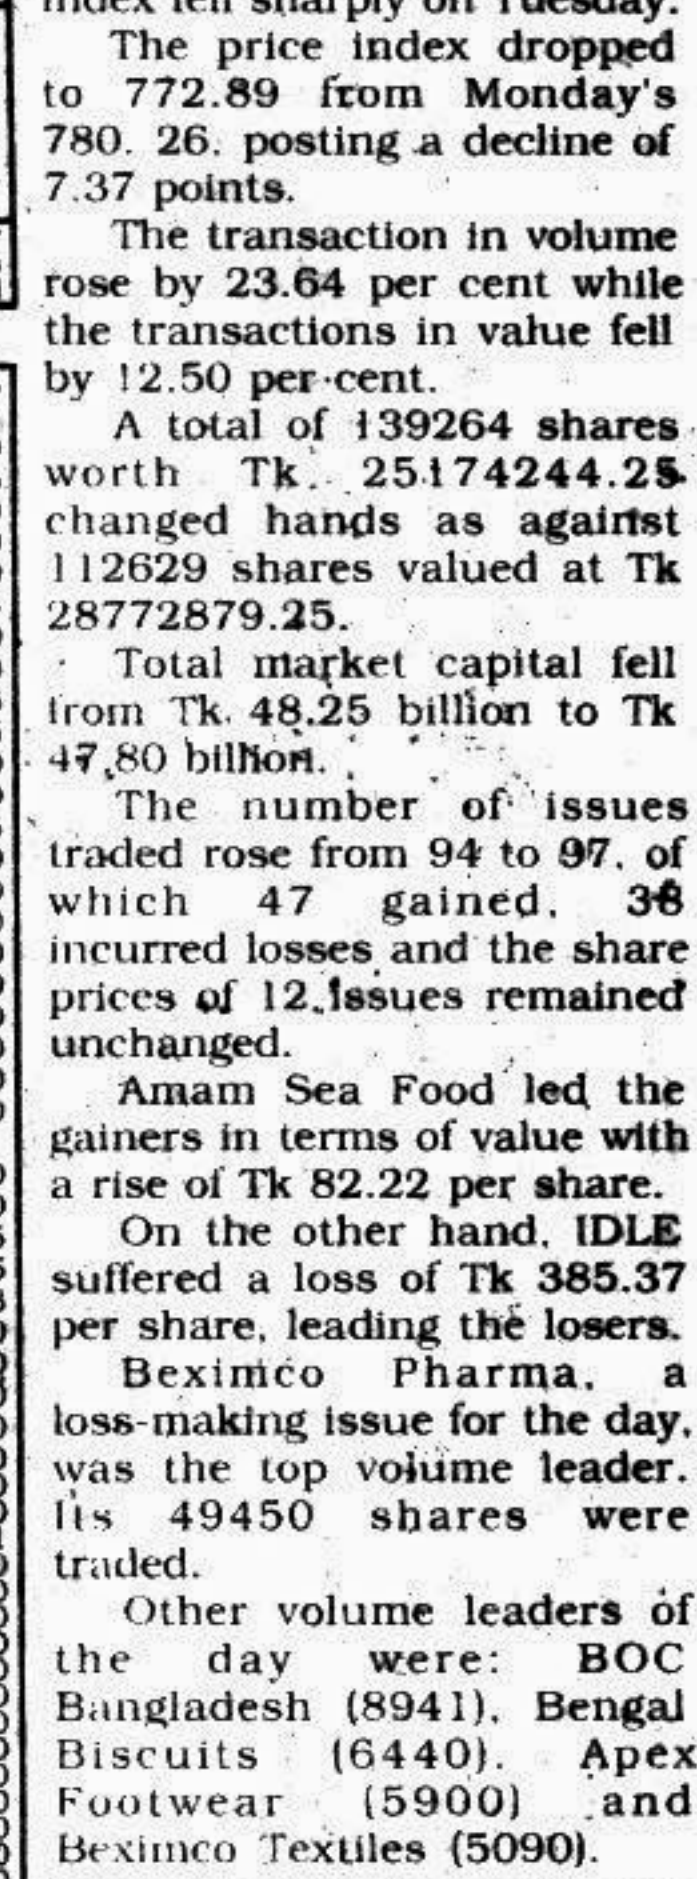 index fell sharply on Tuesday.
The price index dropped
to 772.89 from Monday's
780. 26. posting a decline of
7.37 points.
The transaction in volume
rose by 23.64 per cent while
the transactions in value fell
by 12.50 per cent.
A total of 139264 shares
worth Tk. 25174244.25
changed hands as against
112629 shares valued at Tk
28772879.25.
Total market capital fell
from Tk. 48.25 billion to Tk
47.80 billion.
The number of issues
traded rose from 94 to 97, of
which 47 gained, 38
incurred losses and the share
prices of 12 issues remained
unchanged.
Amam Sea Food led the
gainers in terms of value with
a rise of Tk 82.22 per share.
On the other hand, IDLE
suffered a loss of Tk 385.37
per share, leading the losers.
Beximco Pharma, a
loss-making issue for the day,
was the top volume leader.
Its 49450 shares were
traded.
Other volume leaders of
the day were: BOC
Bangladesh (8941), Bengal
Biscuits (6440), Apex
Footwear (5900) and
Beximco Textiles (5090).